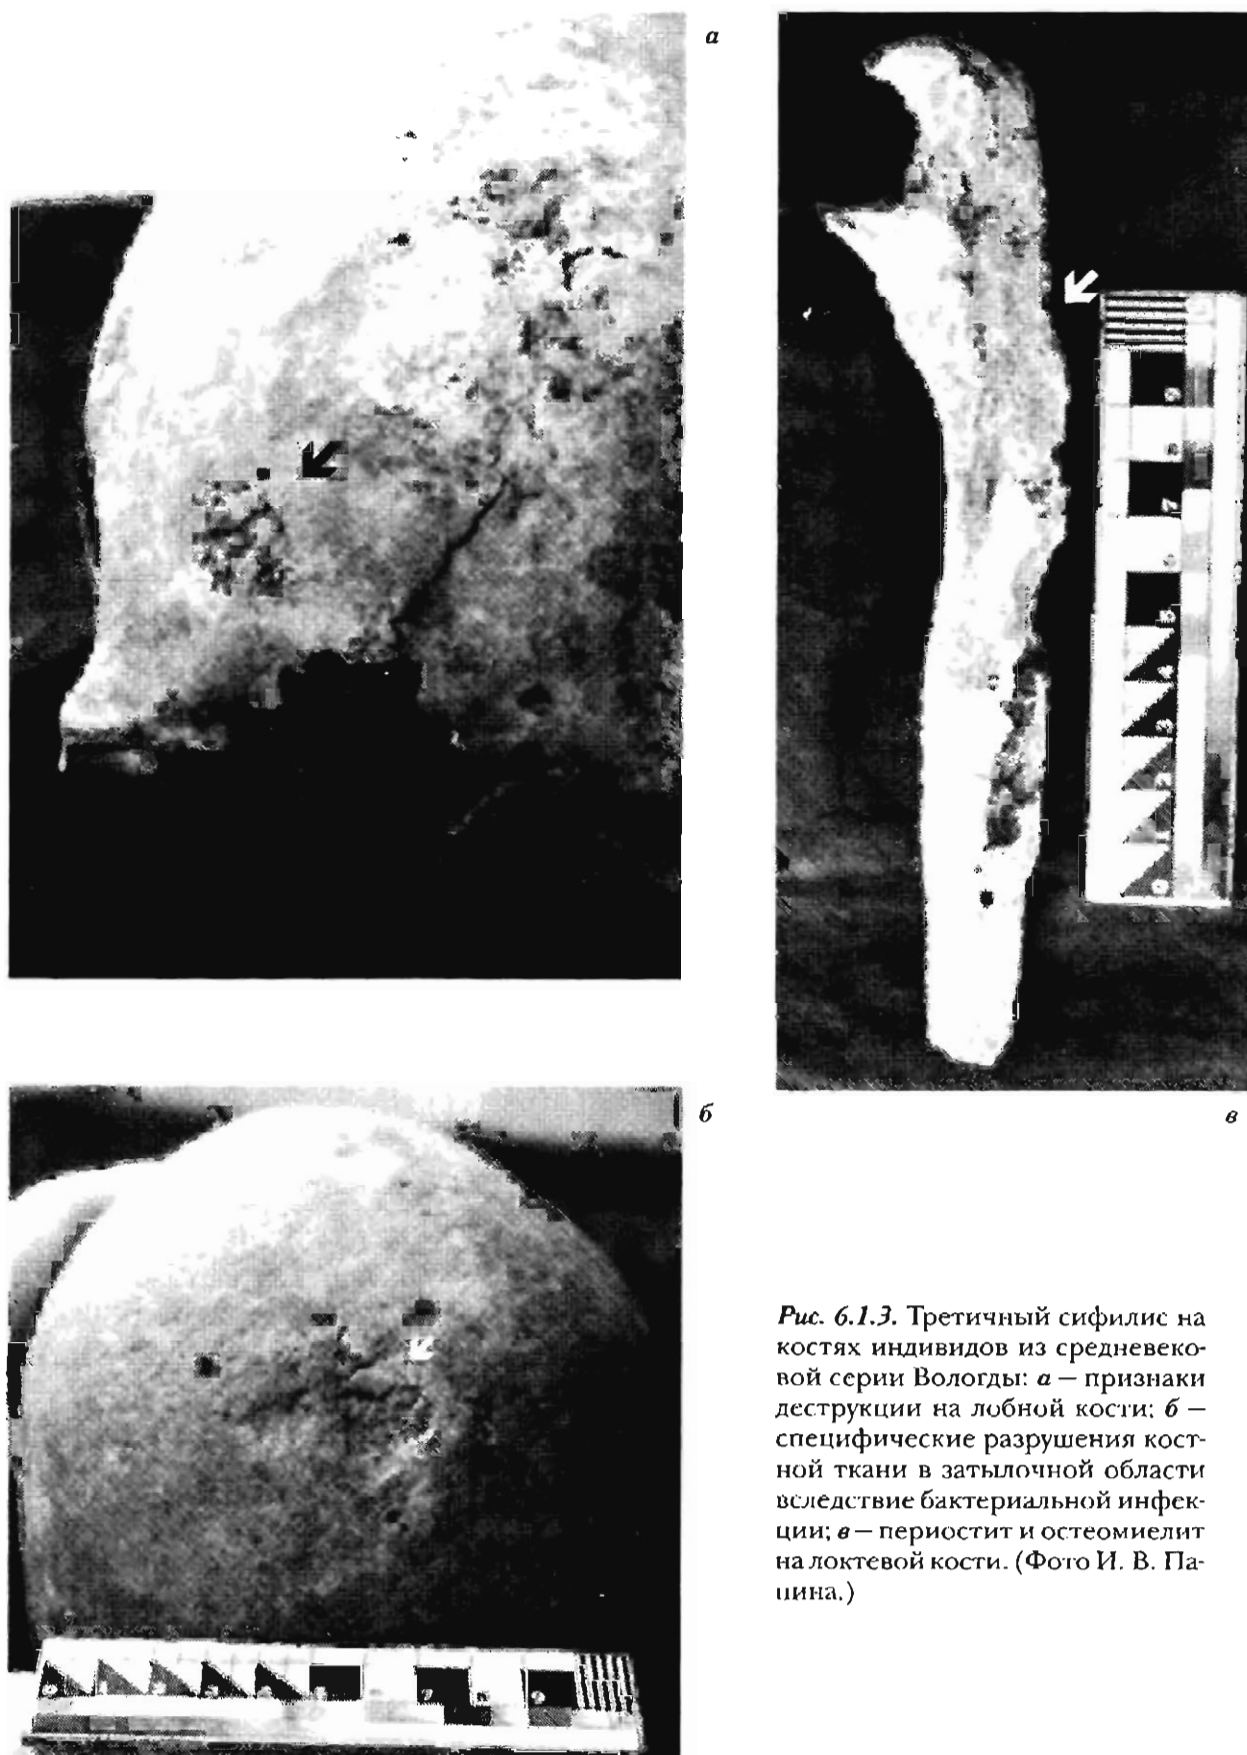 а
б
в
Рис. 6.1.3. Третичный сифилис на
костях индивидов из средневеко-
вой серии Вологды: а — признаки
деструкции на лобной кости; б —
специфические разрушения кост-
ной ткани в затылочной области
вследствие бактериальной инфек-
ции; в — периостит и остеомиелит
на локтевой кости. (Фото И. В. Па-
нина.)